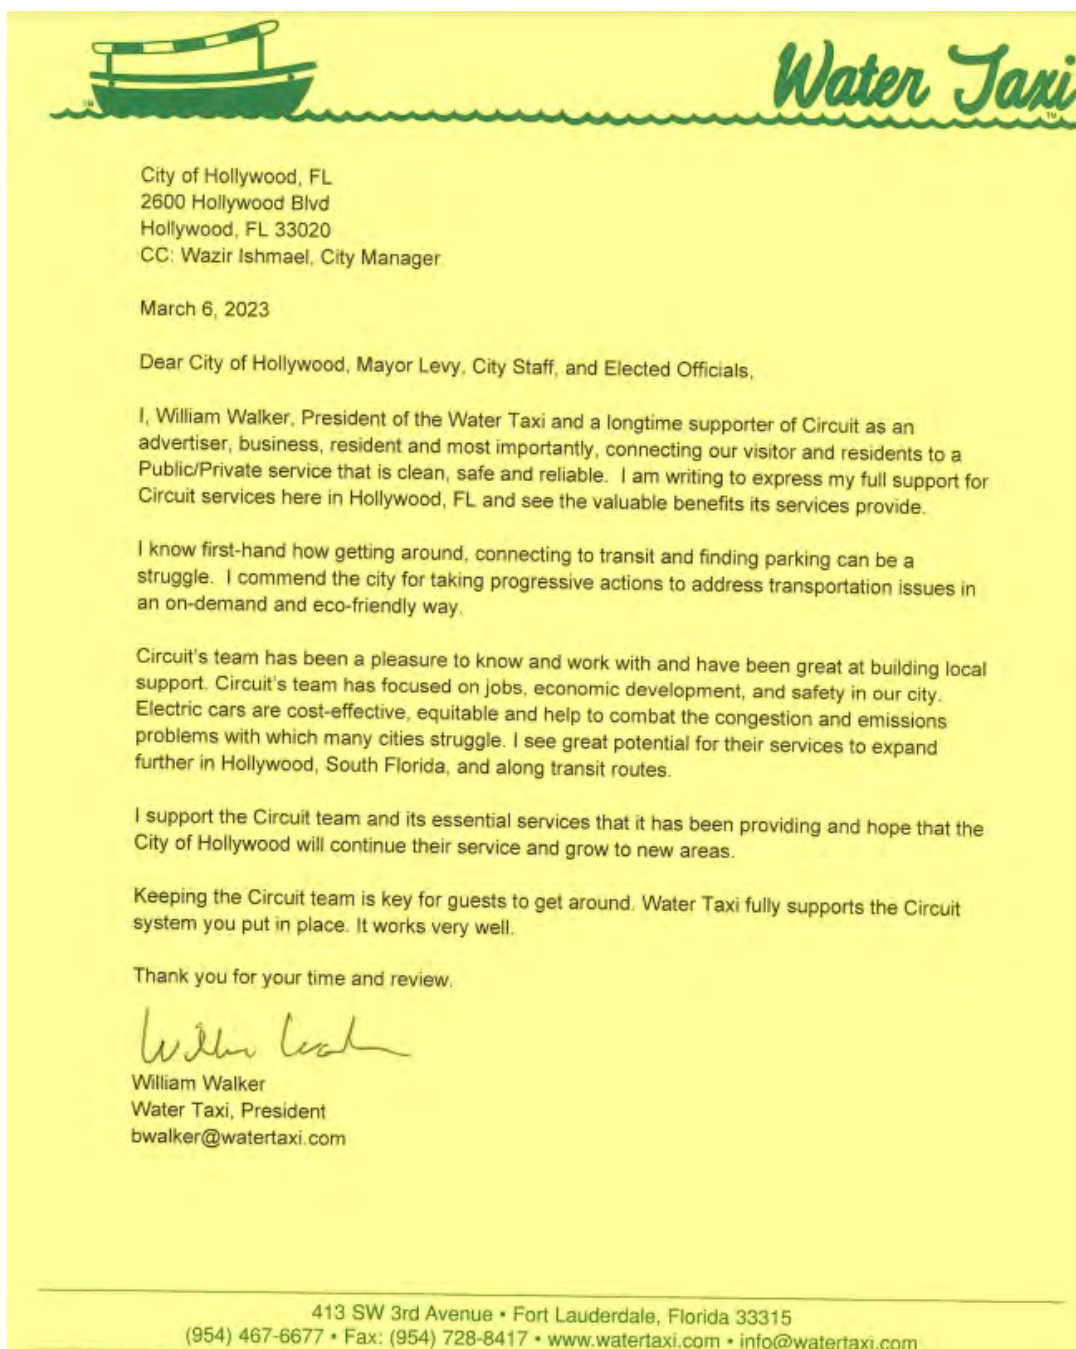 Water Taxi
TM
TM
City of Hollywood, FL
2600 Hollywood Blvd
Hollywood, FL 33020
CC: Wazir Ishmael, City Manager
March 6, 2023
Dear City of Hollywood, Mayor Levy, City Staff, and Elected Officials,
I, William Walker, President of the Water Taxi and a longtime supporter of Circuit as an
advertiser, business, resident and most importantly, connecting our visitor and residents to a
Public/Private service that is clean, safe and reliable.  I am writing to express my full support for
Circuit services here in Hollywood, FL and see the valuable benefits its services provide.
I know first-hand how getting around, connecting to transit and finding parking can be a
struggle.  I commend the city for taking progressive actions to address transportation issues in
an on-demand and eco-friendly way.
Circuit's team has been a pleasure to know and work with and have been great at building local
support. Circuit's team has focused on jobs, economic development, and safety in our city.
Electric cars are cost-effective, equitable and help to combat the congestion and emissions
problems with which many cities struggle. I see great potential for their services to expand
further in Hollywood, South Florida, and along transit routes.
I support the Circuit team and its essential services that it has been providing and hope that the
City of Hollywood will continue their service and grow to new areas.
Keeping the Circuit team is key for guests to get around. Water Taxi fully supports the Circuit
system you put in place. It works very well.
Thank you for your time and review.
William Walker
Water Taxi, President
bwalker@watertaxi.com
413 SW 3rd Avenue • Fort Lauderdale, Florida 33315
(954) 467-6677 • Fax: (954) 728-8417 • www.watertaxi.com • info@watertaxi.com